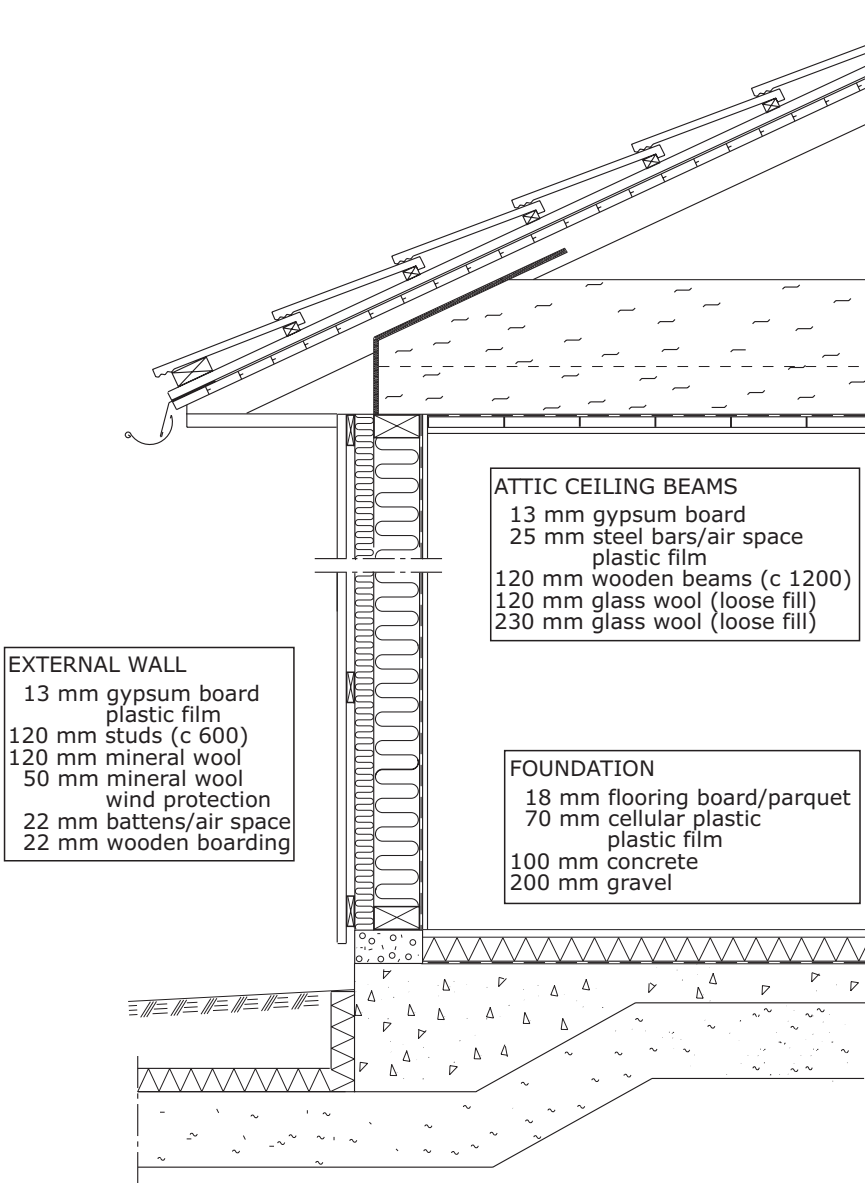 ATTIC CEILING BEAMS
13 mm gypsum board
25 mm steel bars/air space
plastic film
120 mm wooden beams (c 1200)
120 mm glass wool (loose fill)
230 mm glass wool (loose fill)
EXTERNAL WALL
13 mm gypsum board
plastic film
120 mm studs (c 600)
120 mm mineral wool
50 mm mineral wool
wind protection
22 mm battens/air space
22 mm wooden boarding
FOUNDATION
18 mm flooring board/parquet
70 mm cellular plastic
plastic film
100 mm concrete
200 mm gravel